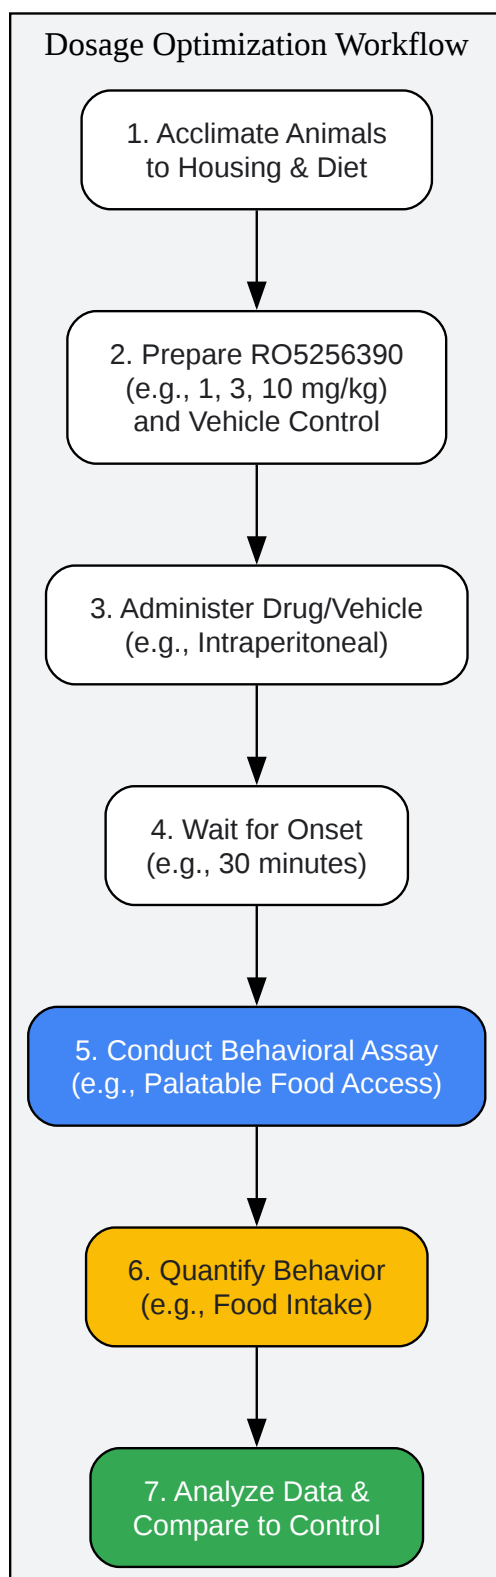 Dosage Optimization Workflow
1. Acclimate Animals
to Housing & Diet
2. Prepare RO5256390
(e.g., 1, 3, 10 mg/kg)
and Vehicle Control
3. Administer Drug/Vehicle
(e.g., Intraperitoneal)
4. Wait for Onset
(e.g., 30 minutes)
5. Conduct Behavioral Assay
(e.g., Palatable Food Access)
6. Quantify Behavior
(e.g., Food Intake)
7. Analyze Data &
Compare to Control